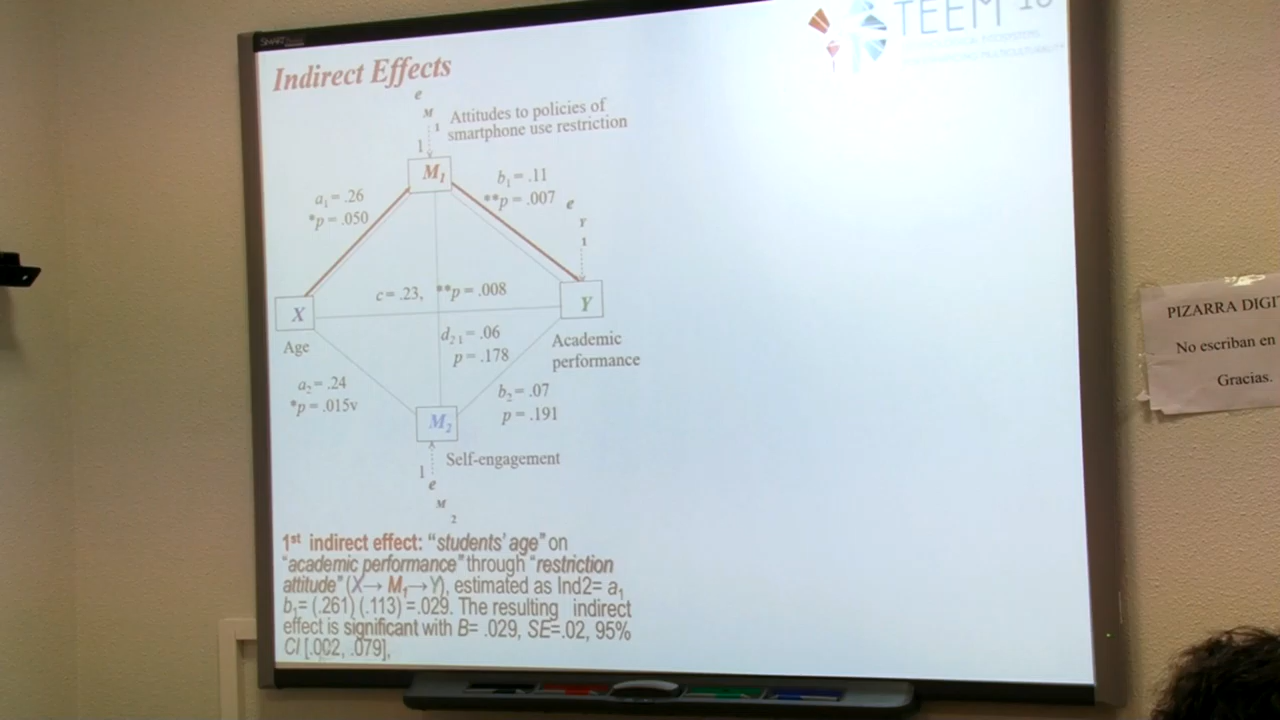 SMART
TEEM
Indirect Effects
e
M
1
Attitudes to policies of
smartphone use restriction
1
M1
a1 = .26
*p = .050
b1 = .11
**p = .007
e
Y
1
c = .23, **p = .008
X
Y
Age
d21 = .06
p = .178
Academic
performance
a2 = .24
*p = .015v
b2 = .07
p = .191
M2
Self-engagement
1
e
M
2
1st indirect effect: “students’ age” on
“academic performance” through “restriction
attitude” (X→ M1→Y), estimated as Ind2= a1
b1= (.261) (.113) =.029. The resulting indirect
effect is significant with B= .029, SE=.02, 95%
CI [.002, .079],
PIZARRA DIGI
No escriban en
Gracias.